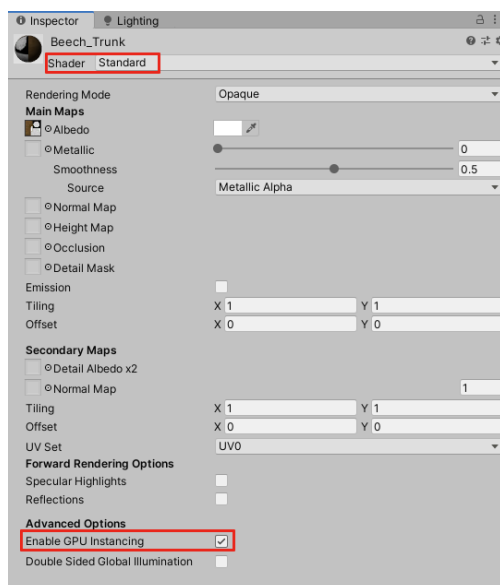 Inspector Lighting
Beech_Trunk
Shader Standard
Rendering Mode Opaque
Main Maps
Albedo
Metallic 0
Smoothness 0.5
Source Metallic Alpha
Normal Map
Height Map
Occlusion
Detail Mask
Emission
Tiling X 1 Y 1
Offset X 0 Y 0
Secondary Maps
Detail Albedo x2
Normal Map 1
Tiling X 1 Y 1
Offset X 0 Y 0
UV Set UV0
Forward Rendering Options
Specular Highlights
Reflections
Advanced Options
Enable GPU Instancing
Double Sided Global Illumination